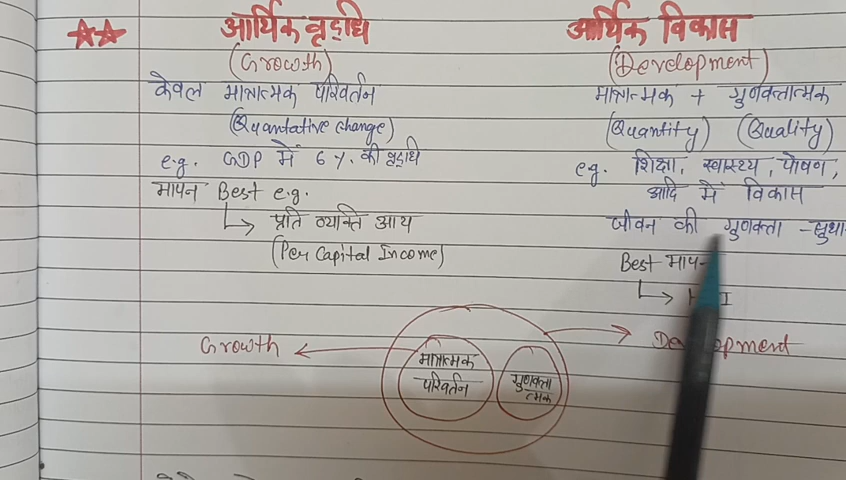 आर्थिक वृद्धि
(Growth)
केवल मात्रात्मक परिवर्तन
(Quantative change)
e.g. GDP में 6%. की वृद्धि
मापन Best e.g.
प्रति व्यक्ति आय
(Per Capital Income)
आर्थिक विकास
(Development)
मात्रात्मक + गुणवत्तात्मक
(Quantity) (Quality)
e.g. शिक्षा, स्वास्थ्य, पोषण,
आदि में विकास
जीवन की गुणवत्ता -
Best
Growth
मात्रात्मक
परिवर्तन
गुणवत्ता
त्मक